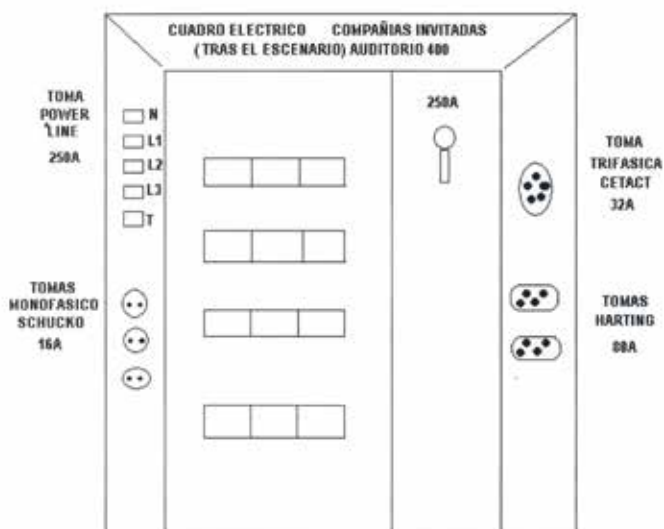 CUADRO ELECTRICO COMPAÑIAS INVITADAS
( TRAS EL ESCENARIO) AUDITORIO 400
TOMA
POWER
LINE
250A
N
L1
L2
L3
T
250A
TOMA
TRIFASICA
CETACT
32A
TOMAS
MONOFASICO
SCHUCKO
16A
TOMAS
HARTING
80A